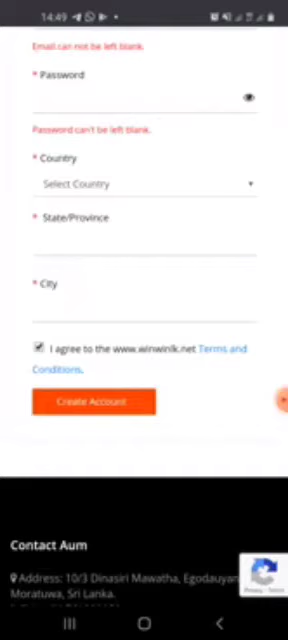 14:49
Email can not be left blank.
* Password
Password can't be left blank.
* Country
Select Country
* State/Province
* City
I agree to the www.winwinlk.net Terms and
Conditions.
Create Account
Contact Aum
Address: 10/3 Dinasiri Mawatha, Egodauyan
Moratuwa, Sri Lanka.
Privacy - Terms